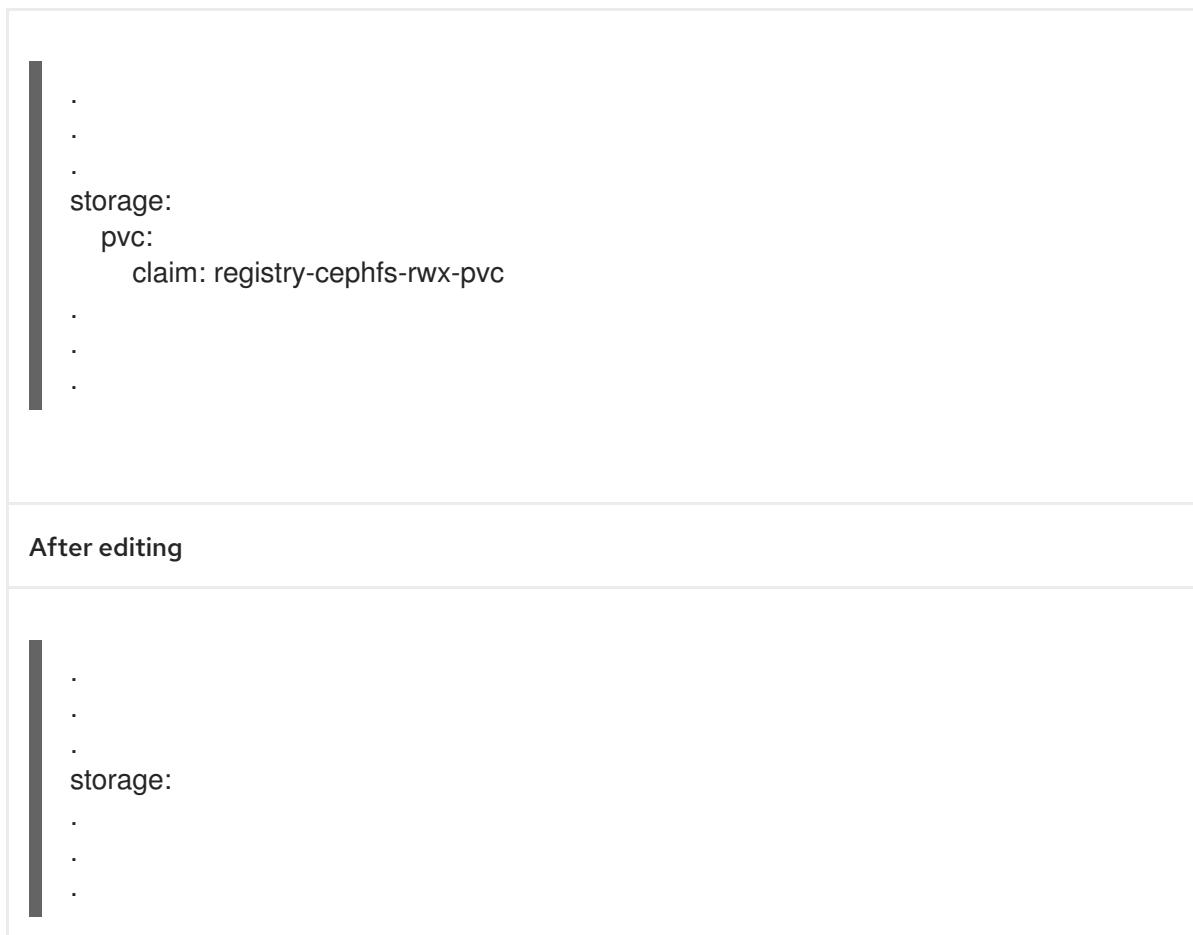 .
.
.
storage:
pvc:
claim: registry-cephfs-rwx-pvc
.
.
.
After editing
.
.
.
storage:
.
.
.